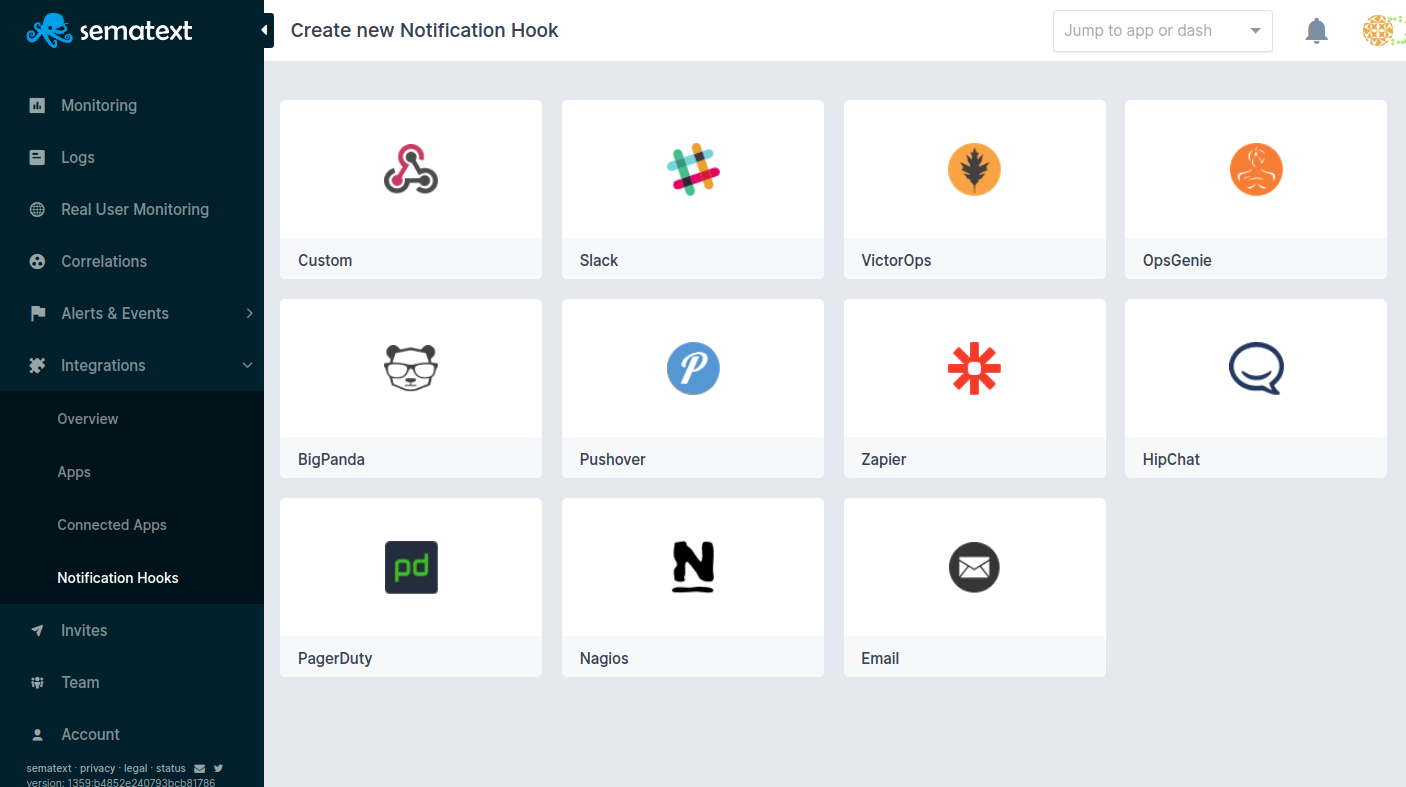 sematext
Create new Notification Hook
Jump to app or dash
Monitoring
Logs
Real User Monitoring
Correlations
Alerts & Events
Integrations
Overview
Apps
Connected Apps
Notification Hooks
Invites
Team
Account
sematext · privacy · legal · status
version: 1359:b4852e240793bcb81786
Custom
Slack
VictorOps
OpsGenie
BigPanda
Pushover
Zapier
HipChat
pd
PagerDuty
N
Nagios
Email